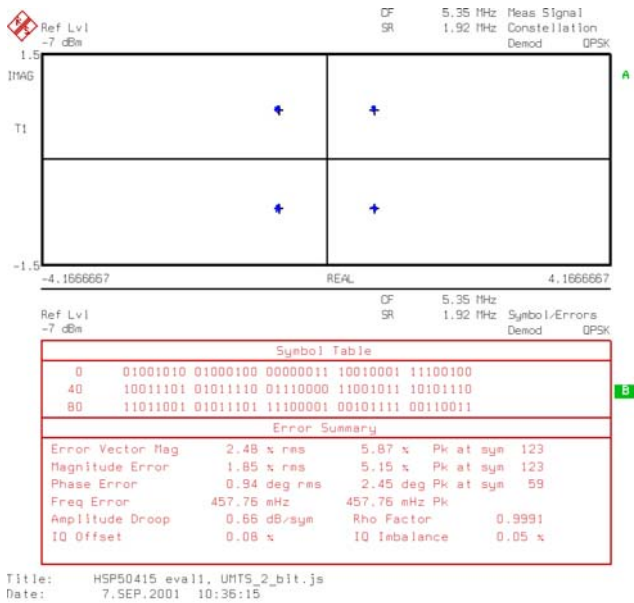 CF 5.35 MHz Meas Signal
Ref Lvl SR 1.92 MHz Constellation
-7 dBm Demod QPSK
1.5
IMAG
A
T1
-1.5
-4.1666667 REAL 4.1666667
CF 5.35 MHz
Ref Lvl SR 1.92 MHz Symbol/Errors
-7 dBm Demod QPSK
Symbol Table
0 01001010 01000100 00000011 10010001 11100100
40 10011101 01011110 01110000 11001011 10101110
80 11011001 01011101 11100001 00101111 00110011
B
Error Summary
Error Vector Mag 2.48 % rms 5.87 % Pk at sym 123
Magnitude Error 1.85 % rms 5.15 % Pk at sym 123
Phase Error 0.94 deg rms 2.45 deg Pk at sym 59
Freq Error 457.76 mHz 457.76 mHz Pk
Amplitude Droop 0.66 dB/sym Rho Factor 0.9991
IQ Offset 0.08 % IQ Imbalance 0.05 %
Title: HSP50415 eval1, UMTS_2_bit.js
Date: 7.SEP.2001 10:36:15